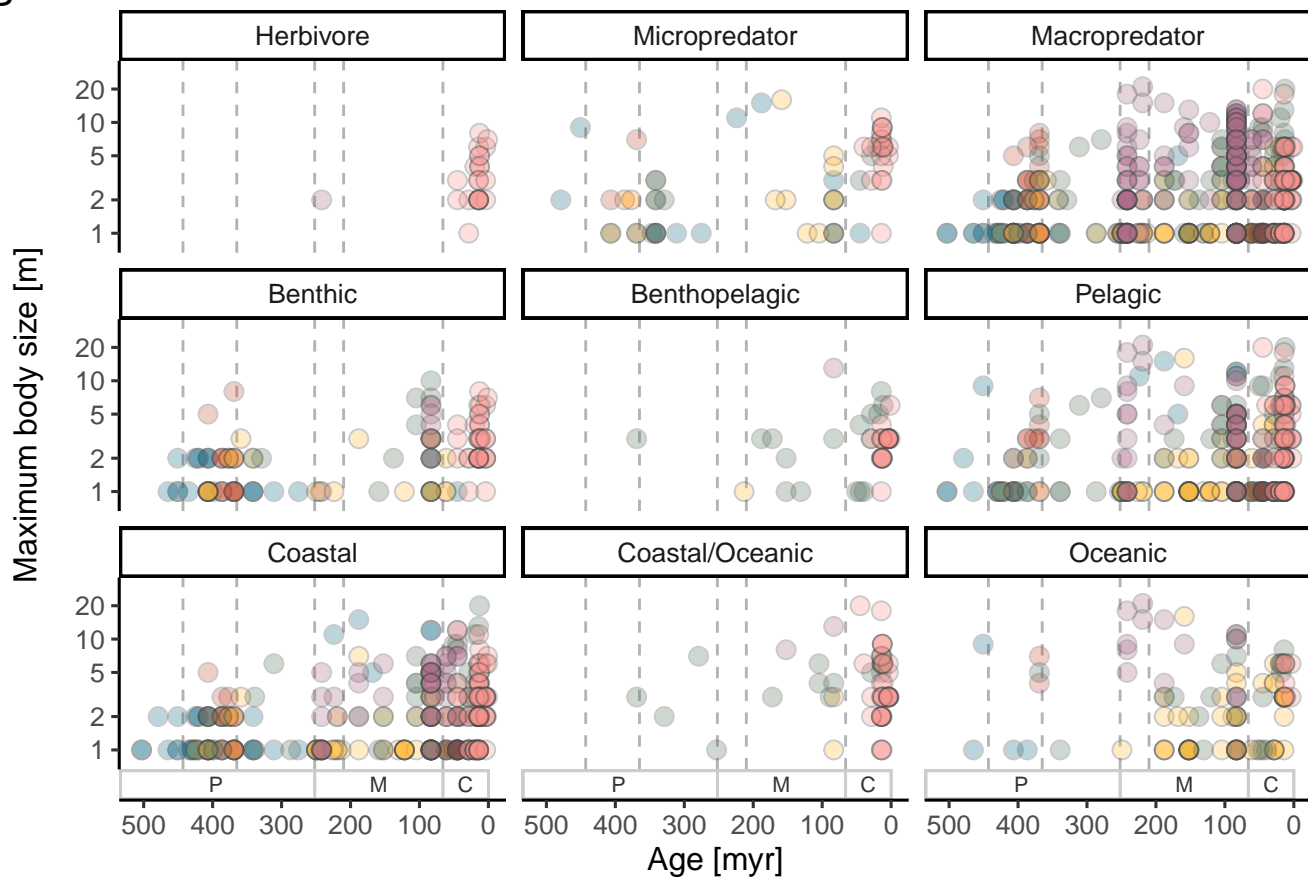 Herbivore Micropredator Macropredator
20
10
5
2
1
Benthic Benthopelagic Pelagic
20
10
5
2
1
Coastal Coastal/Oceanic Oceanic
20
10
5
2
1
P M C P M C P M C
500 400 300 200 100 0 500 400 300 200 100 0 500 400 300 200 100 0
Age [myr]
Maximum body size [m]